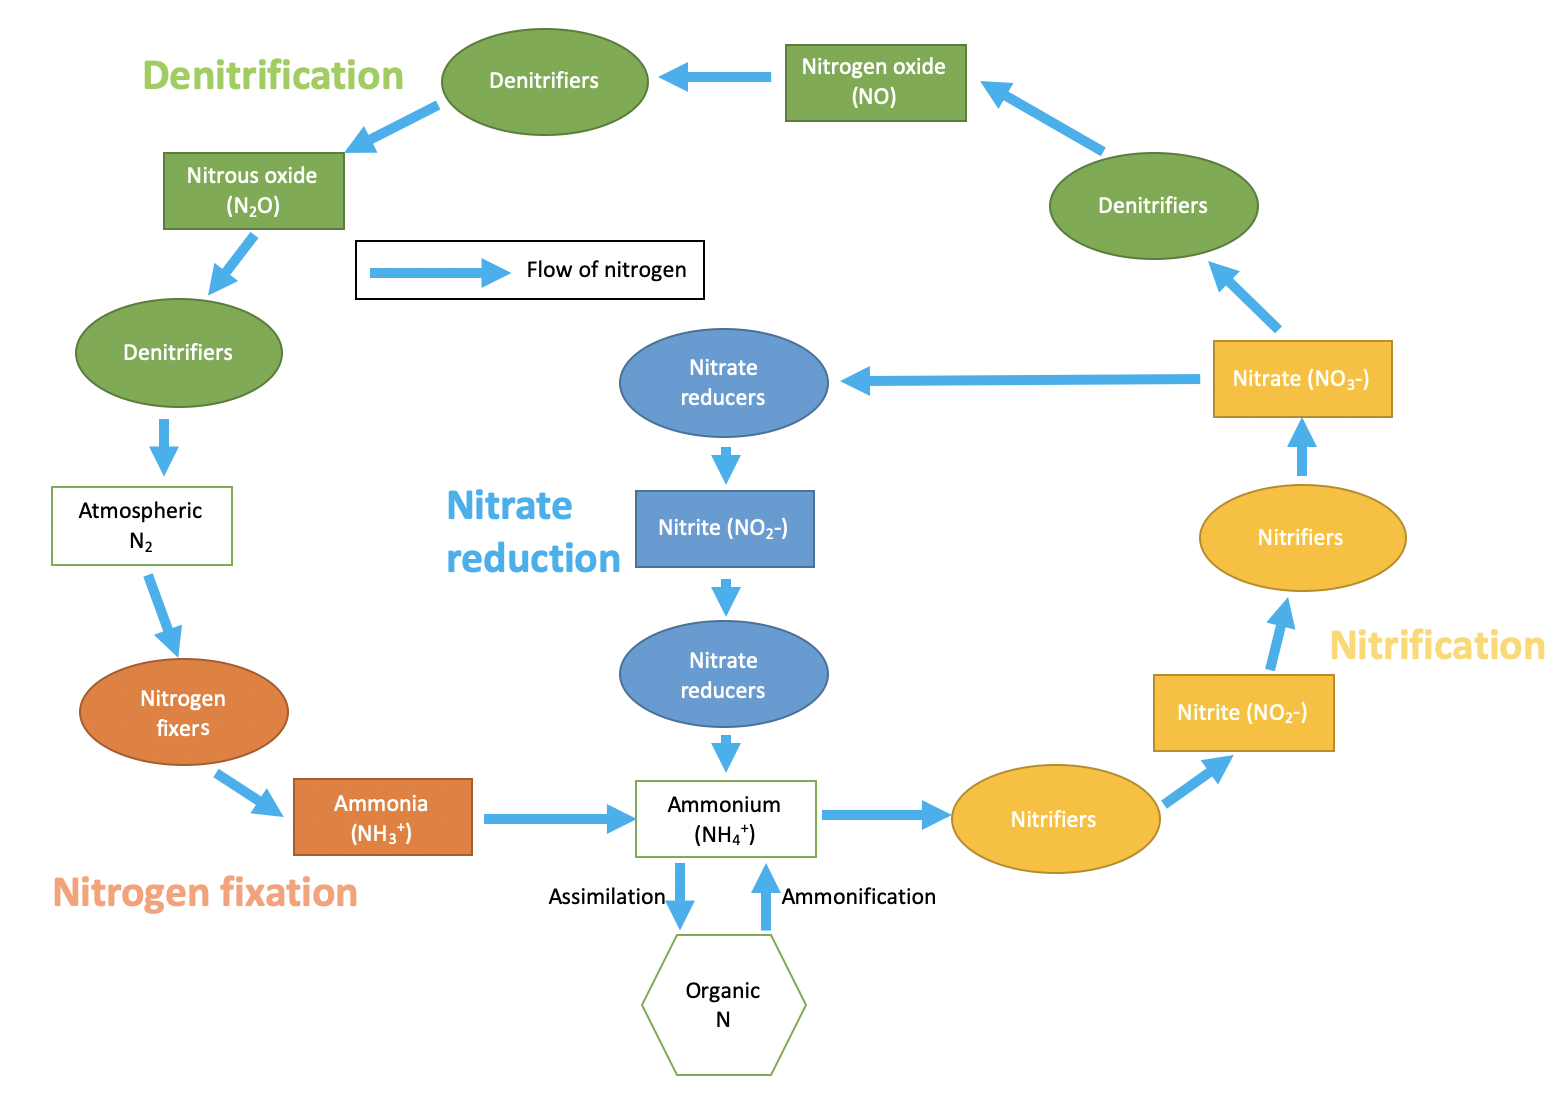 Denitrification
Denitrifiers
Nitrogen oxide
(NO)
Nitrous oxide
(N₂O)
Denitrifiers
Flow of nitrogen
Denitrifiers
Nitrate
reducers
Nitrate (NO₃-)
Atmospheric
N₂
Nitrate
reduction
Nitrite (NO₂-)
Nitrifiers
Nitrification
Nitrogen
fixers
Nitrate
reducers
Nitrite (NO₂-)
Ammonia
(NH₃⁺)
Ammonium
(NH₄⁺)
Nitrifiers
Nitrogen fixation
Assimilation
Ammonification
Organic
N